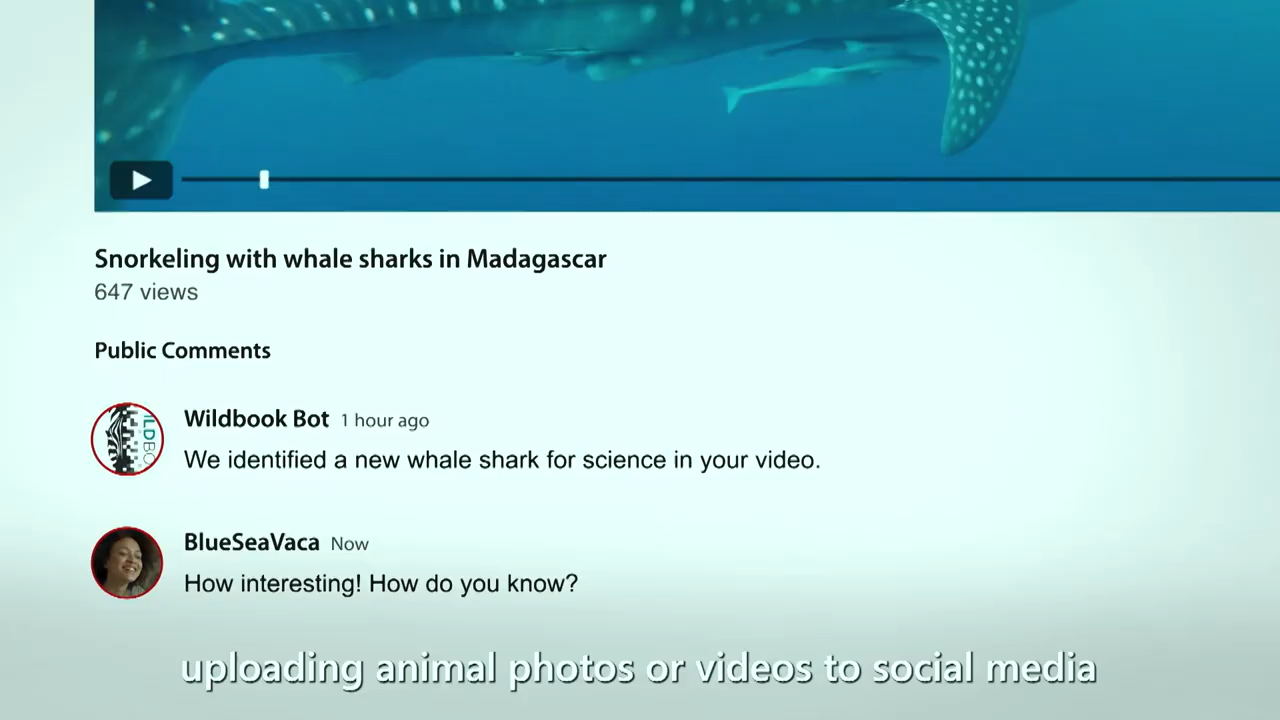 Snorkeling with whale sharks in Madagascar
647 views
Public Comments
Wildbook Bot 1 hour ago
ILDBO
We identified a new whale shark for science in your video.
BlueSeaVaca Now
How interesting! How do you know?
uploading animal photos or videos to social media